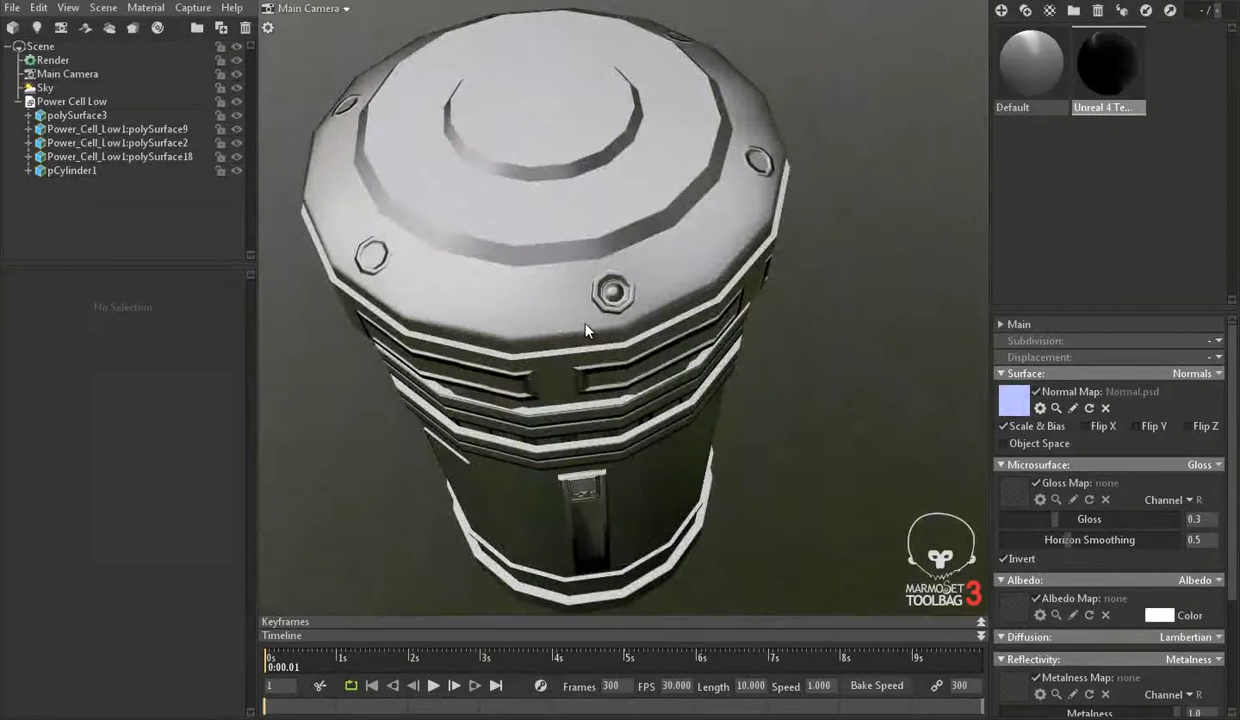 File Edit View Scene Material Capture Help
Main Camera
- /
Scene
Render
Main Camera
Sky
Power Cell Low
polySurface3
Power_Cell_Low1:polySurface9
Power_Cell_Low1:polySurface2
Power_Cell_Low1:polySurface18
pCylinder1
No Selection
Default
Unreal 4 Te...
Main
Subdivision: -
Displacement: -
Surface: Normals
Normal Map: Normal.psd
Scale & Bias Flip X Flip Y Flip Z
Object Space
Microsurface: Gloss
Gloss Map: none
Channel R
Gloss 0.3
Horizon Smoothing 0.5
Invert
Albedo: Albedo
Albedo Map: none
Color
Diffusion: Lambertian
Reflectivity: Metalness
Metalness Map: none
Channel R
Metalness 1.0
MARMOSET
TOOLBAG 3
Keyframes
Timeline
0s 1s 2s 3s 4s 5s 6s 7s 8s 9s
0:00.01
1 Frames 300 FPS 30.000 Length 10.000 Speed 1.000 Bake Speed 300